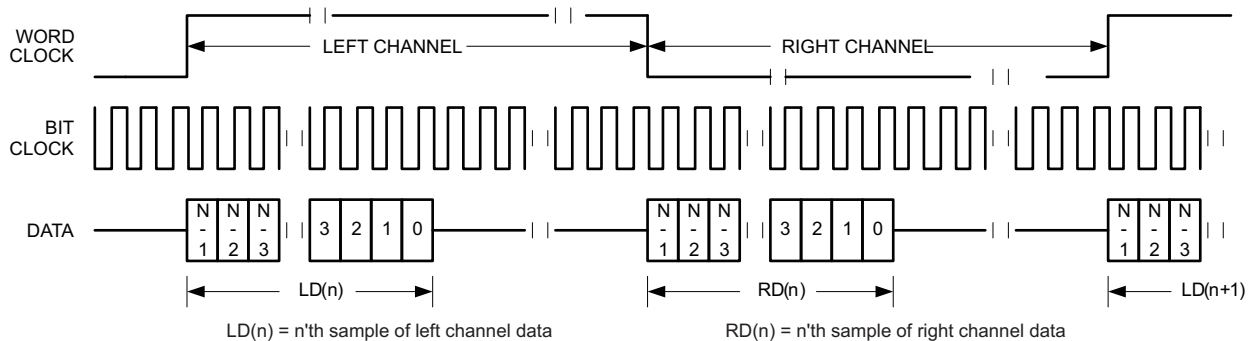 WORD
CLOCK
LEFT CHANNEL
RIGHT CHANNEL
BIT
CLOCK
DATA
N-1 N-2 N-3 3 2 1 0 N-1 N-2 N-3 3 2 1 0 N-1 N-2 N-3
LD(n) RD(n) LD(n+1)
LD(n) = n'th sample of left channel data
RD(n) = n'th sample of right channel data